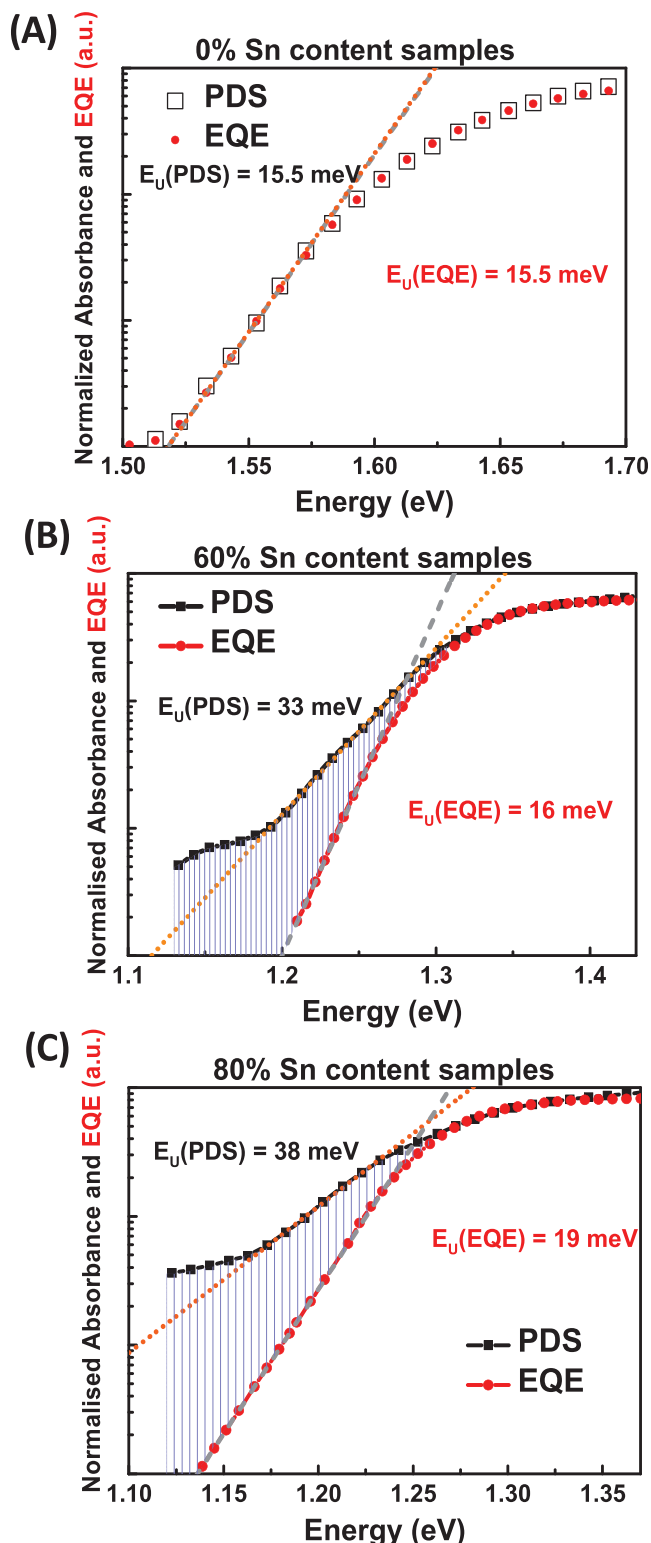 (A)
0% Sn content samples
Normalized Absorbance and EQE (a.u.)
PDS
EQE
E_U(PDS) = 15.5 meV
E_U(EQE) = 15.5 meV
1.50 1.55 1.60 1.65 1.70
Energy (eV)
(B)
60% Sn content samples
Normalised Absorbance and EQE (a.u.)
PDS
EQE
E_U(PDS) = 33 meV
E_U(EQE) = 16 meV
1.1 1.2 1.3 1.4
Energy (eV)
(C)
80% Sn content samples
Normalised Absorbance and EQE (a.u.)
E_U(PDS) = 38 meV
E_U(EQE) = 19 meV
PDS
EQE
1.10 1.15 1.20 1.25 1.30 1.35
Energy (eV)